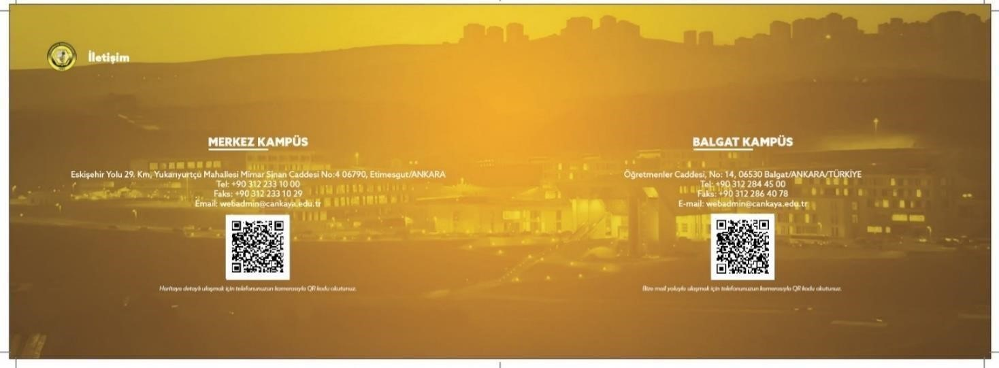 İletişim
MERKEZ KAMPÜS
Eskişehir Yolu 29. Km, Yukarıyurtçu Mahallesi Mimar Sinan Caddesi No:4 06790, Etimesgut/ANKARA
Tel: +90 312 233 10 00
Faks: +90 312 233 10 29
Email: webadmin@cankaya.edu.tr
Haritaya detaylı ulaşmak için telefonunuzun kamerasıyla QR kodu okutunuz.
BALGAT KAMPÜS
Öğretmenler Caddesi, No: 14, 06530 Balgat/ANKARA/TÜRKİYE
Tel: +90 312 284 45 00
Faks: +90 312 286 40 78
E-mail: webadmin@cankaya.edu.tr
Bize mail yoluyla ulaşmak için telefonunuzun kamerasıyla QR kodu okutunuz.